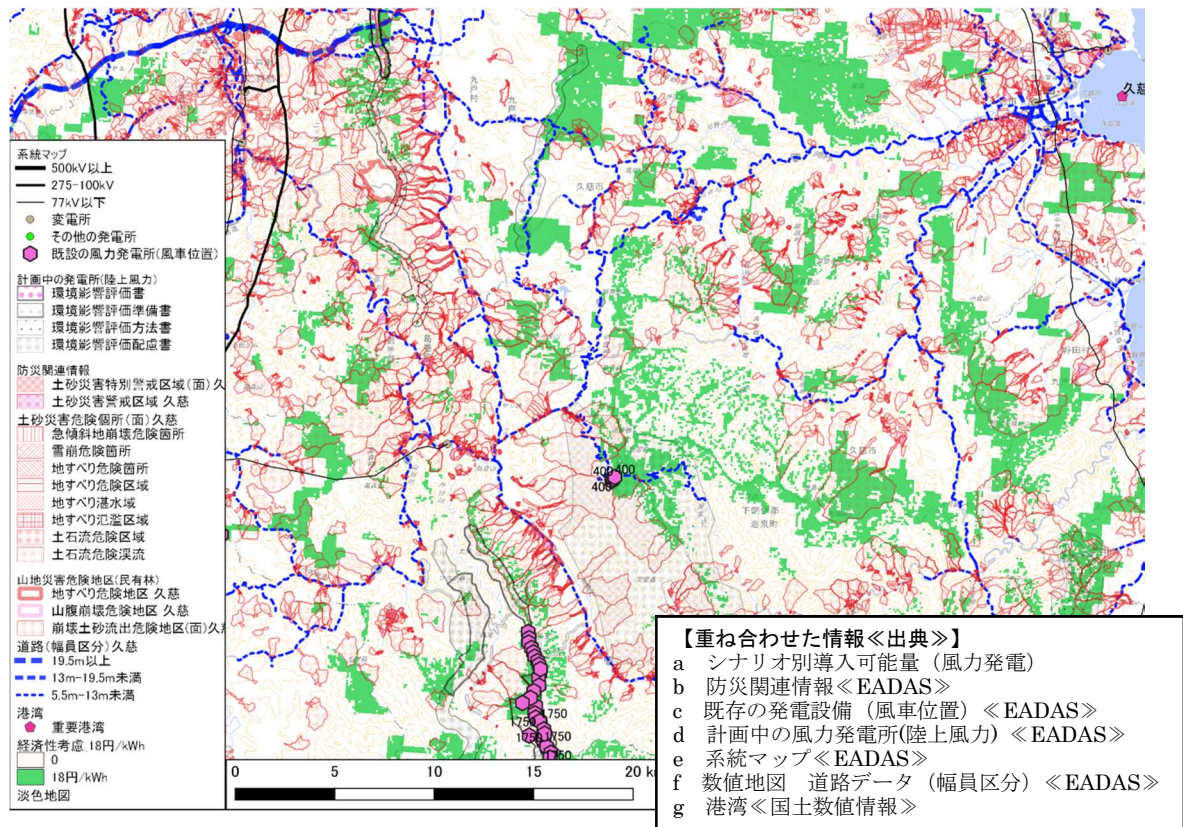 系統マップ
500kV以上
275-100kV
77kV以下
変電所
その他の発電所
既設の風力発電所(風車位置)
計画中の発電所(陸上風力)
環境影響評価書
環境影響評価準備書
環境影響評価方法書
環境影響評価配慮書
防災関連情報
土砂災害特別警戒区域(面)久
土砂災害警戒区域 久慈
土砂災害危険個所(面)久慈
急傾斜地崩壊危険箇所
雪崩危険箇所
地すべり危険箇所
地すべり危険区域
地すべり湛水域
地すべり氾濫区域
土石流危険区域
土石流危険渓流
山地災害危険地区(民有林)
地すべり危険地区 久慈
山腹崩壊危険地区 久慈
崩壊土砂流出危険地区(面)久
道路(幅員区分)久慈
19.5m以上
13m-19.5m未満
5.5m-13m未満
港湾
重要港湾
経済性考慮 18円/kWh
0
18円/kWh
淡色地図
九戸村
九戸
久慈市
久慈
野田村
久慈市
下閉伊郡
岩泉町
400 400
400
1750 1750
1750 1750
1750
0 5 10 15 20 k
【重ね合わせた情報≪出典≫】
a シナリオ別導入可能量（風力発電）
b 防災関連情報≪EADAS≫
c 既存の発電設備（風車位置）≪EADAS≫
d 計画中の風力発電所(陸上風力) ≪EADAS≫
e 系統マップ≪EADAS≫
f 数値地図 道路データ（幅員区分）≪EADAS≫
g 港湾≪国土数値情報≫